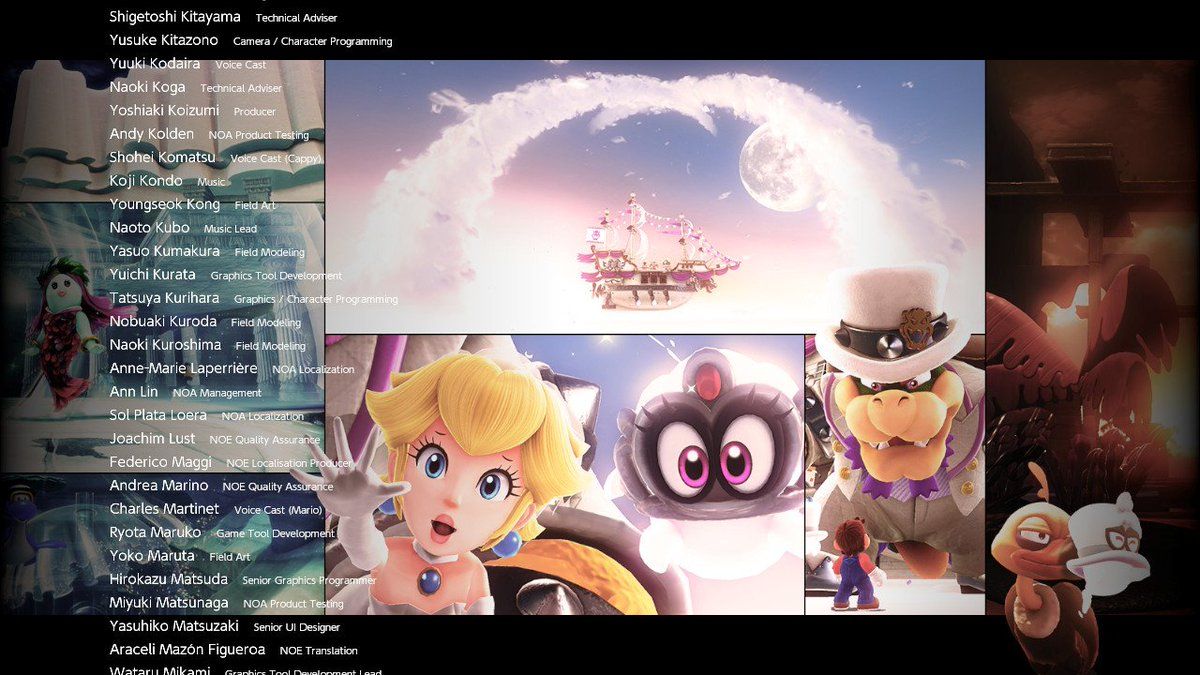 Shigetoshi Kitayama Technical Adviser
Yusuke Kitazono Camera / Character Programming
Yuuki Kodaira Voice Cast
Naoki Koga Technical Adviser
Yoshiaki Koizumi Producer
Andy Kolden NOA Product Testing
Shohei Komatsu Voice Cast (Cappy)
Koji Kondo Music
Youngseok Kong Field Art
Naoto Kubo Music Lead
Yasuo Kumakura Field Modeling
Yuichi Kurata Graphics Tool Development
Tatsuya Kurihara Graphics / Character Programming
Nobuaki Kuroda Field Modeling
Naoki Kuroshima Field Modeling
Anne-Marie Laperrière NOA Localization
Ann Lin NOA Management
Sol Plata Loera NOA Localization
Joachim Lust NOE Quality Assurance
Federico Maggi NOE Localisation Producer
Andrea Marino NOE Quality Assurance
Charles Martinet Voice Cast (Mario)
Ryota Maruko Game Tool Development
Yoko Maruta Field Art
Hirokazu Matsuda Senior Graphics Programmer
Miyuki Matsunaga NOA Product Testing
Yasuhiko Matsuzaki Senior UI Designer
Araceli Mazón Figueroa NOE Translation
Wataru Mikami Graphics Tool Development Lead